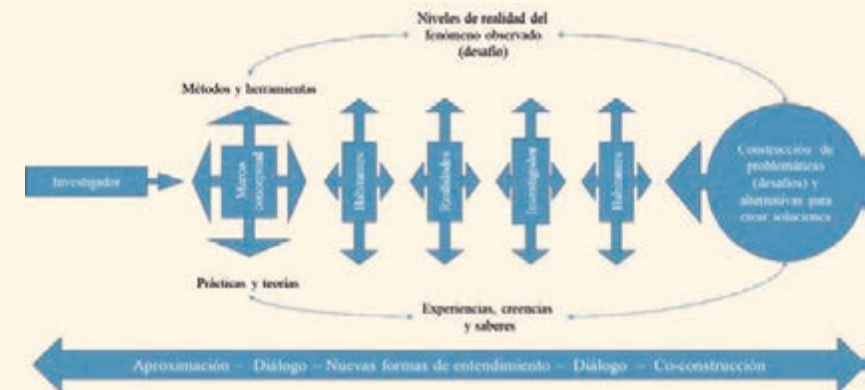 Niveles de realidad del
fenómeno observado
(desafío)
Métodos y herramientas
Investigador
Marco
conceptual
Habitantes
Realidades
Investigador
Habitantes
Construcción de
problemáticas
(desafíos) y
alternativas para
crear soluciones
Prácticas y teorías
Experiencias, creencias
y saberes
Aproximación – Diálogo – Nuevas formas de entendimiento – Diálogo – Co-construcción